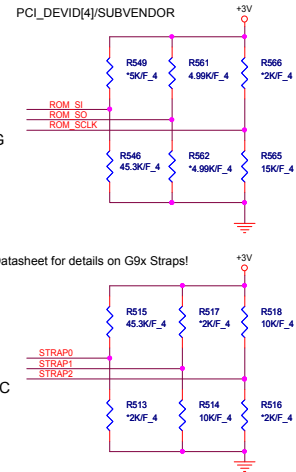 PCI_DEVID[4]/SUBVENDOR
+3V
R549
*5K/F_4
R561
4.99K/F_4
R566
*2K/F_4
ROM_SI
ROM_SO
ROM_SCLK
G
R546
45.3K/F_4
R562
*4.99K/F_4
R565
15K/F_4
Datasheet for details on G9x Straps!
+3V
R515
45.3K/F_4
R517
*2K/F_4
R518
10K/F_4
STRAP0
STRAP1
STRAP2
C
R513
*2K/F_4
R514
10K/F_4
R516
*2K/F_4